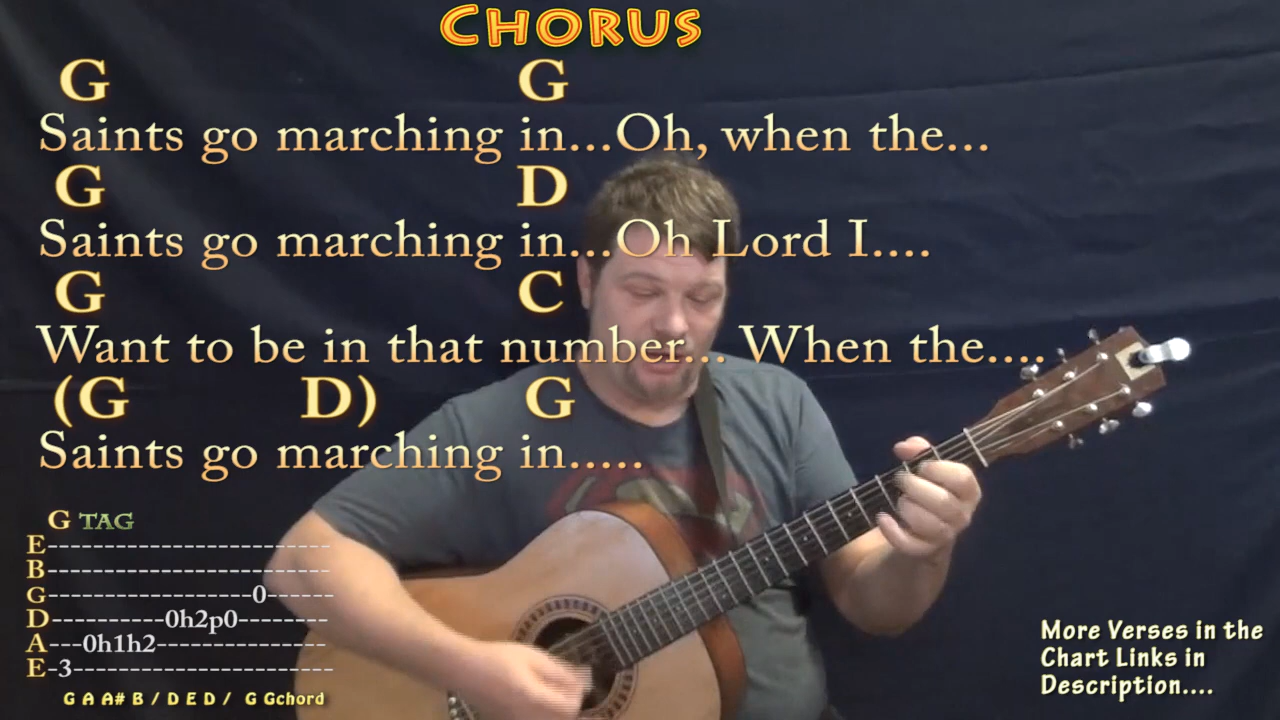 CHORUS
G G
Saints go marching in...Oh, when the...
G D
Saints go marching in...Oh Lord I....
G C
Want to be in that number... When the....
(G D) G
Saints go marching in.....
G TAG
E-------------------------
B-------------------------
G------------------0------
D----------0h2p0--------
A---0h1h2---------------
E-3-----------------------
G A A# B / D E D / G Gchord
More Verses in the
Chart Links in
Description....